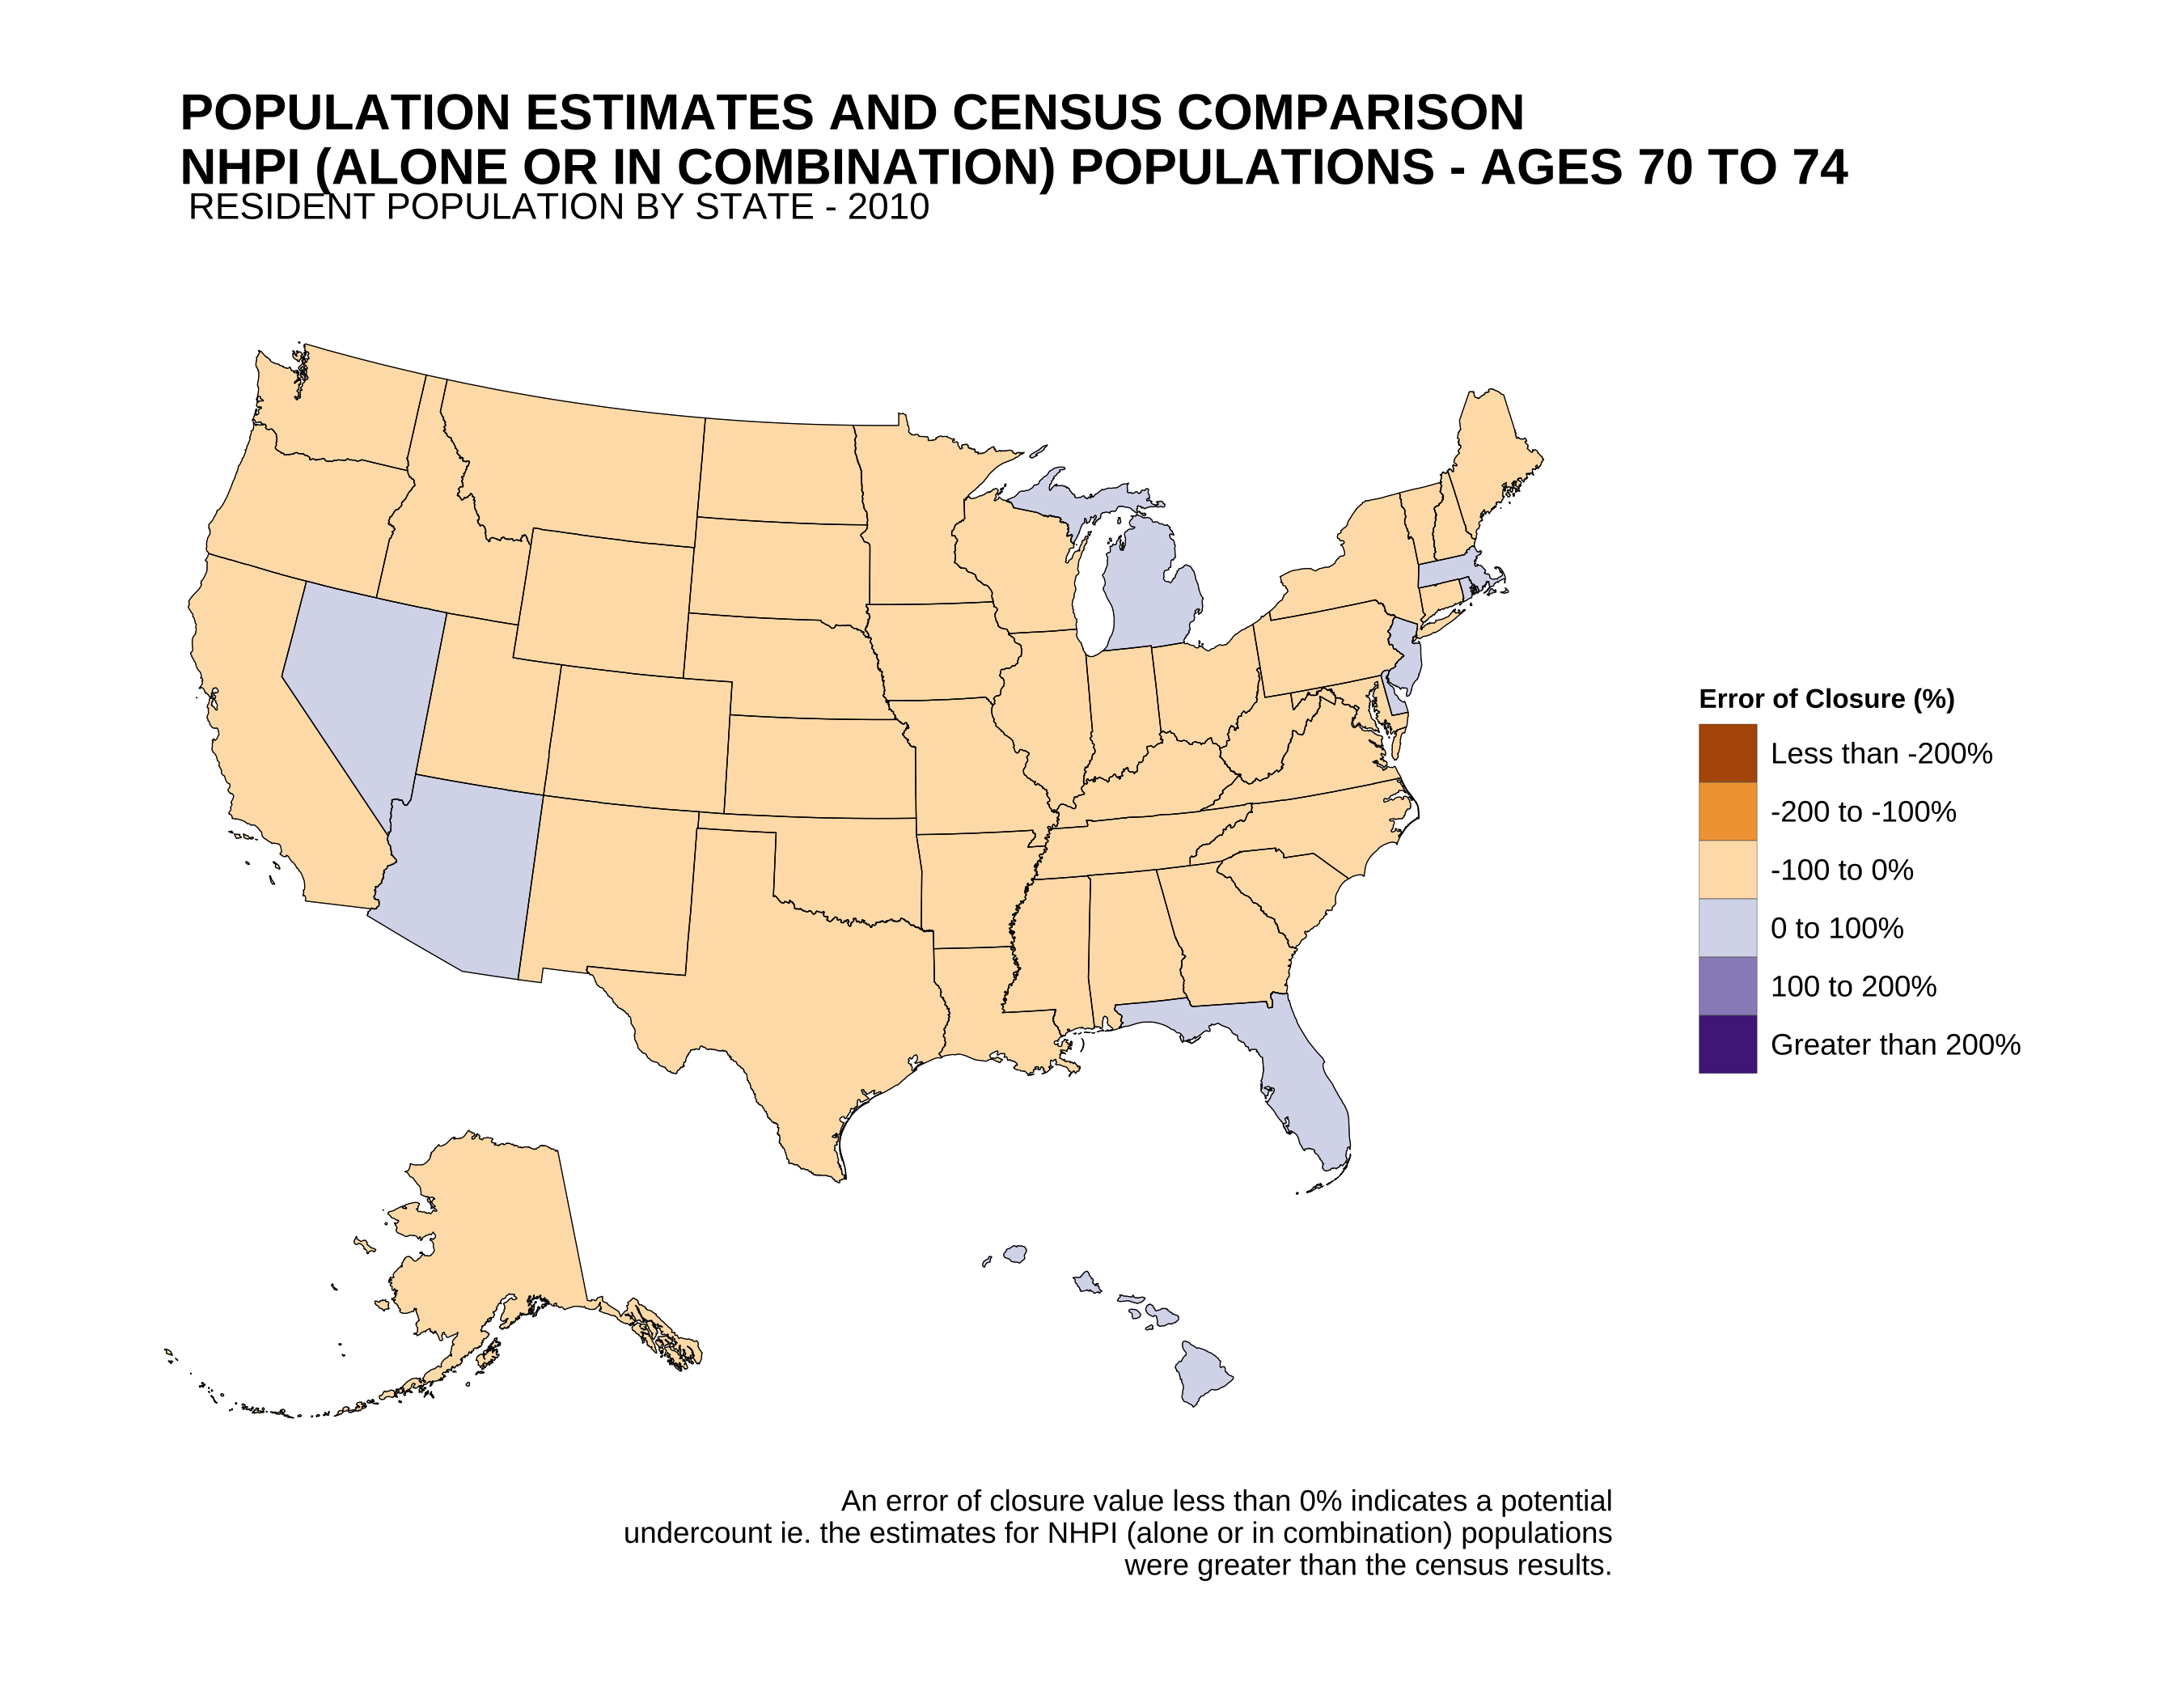 POPULATION ESTIMATES AND CENSUS COMPARISON
NHPI (ALONE OR IN COMBINATION) POPULATIONS - AGES 70 TO 74
RESIDENT POPULATION BY STATE - 2010
Error of Closure (%)
Less than -200%
-200 to -100%
-100 to 0%
0 to 100%
100 to 200%
Greater than 200%
An error of closure value less than 0% indicates a potential
undercount ie. the estimates for NHPI (alone or in combination) populations
were greater than the census results.